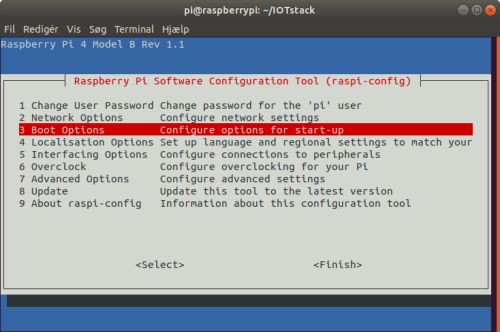 pi@raspberrypi: ~/IOTstack
Fil Redigér Vis Søg Terminal Hjælp
Raspberry Pi 4 Model B Rev 1.1
Raspberry Pi Software Configuration Tool (raspi-config)
1 Change User Password Change password for the 'pi' user
2 Network Options Configure network settings
3 Boot Options Configure options for start-up
4 Localisation Options Set up language and regional settings to match your
5 Interfacing Options Configure connections to peripherals
6 Overclock Configure overclocking for your Pi
7 Advanced Options Configure advanced settings
8 Update Update this tool to the latest version
9 About raspi-config Information about this configuration tool
<Select> <Finish>